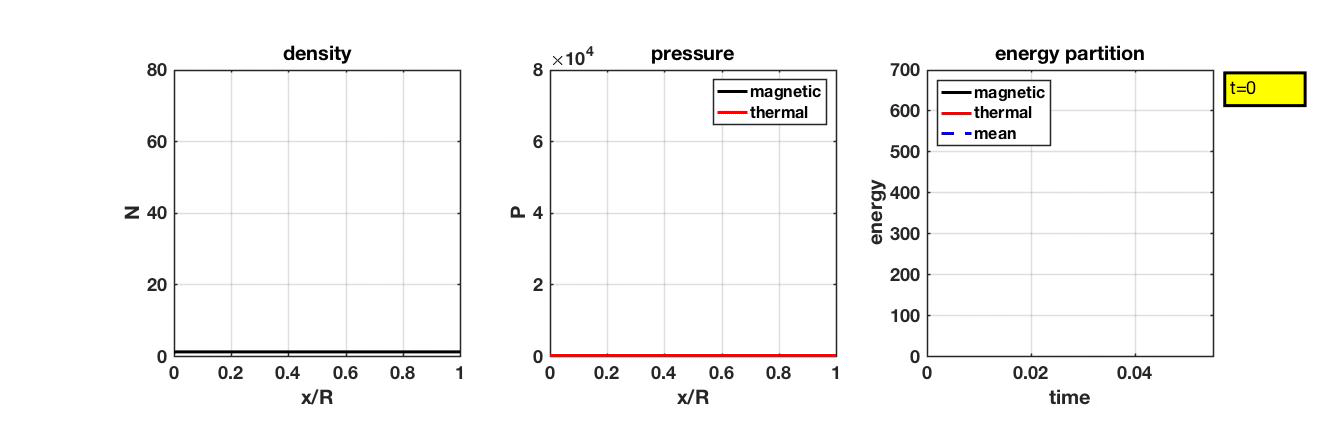 density
80
60
40
20
0
N
0 0.2 0.4 0.6 0.8 1
x/R
pressure
×10⁴
8
6
4
2
0
P
magnetic
thermal
0 0.2 0.4 0.6 0.8 1
x/R
energy partition
700
600
500
400
300
200
100
0
energy
magnetic
thermal
mean
0 0.02 0.04
time
t=0